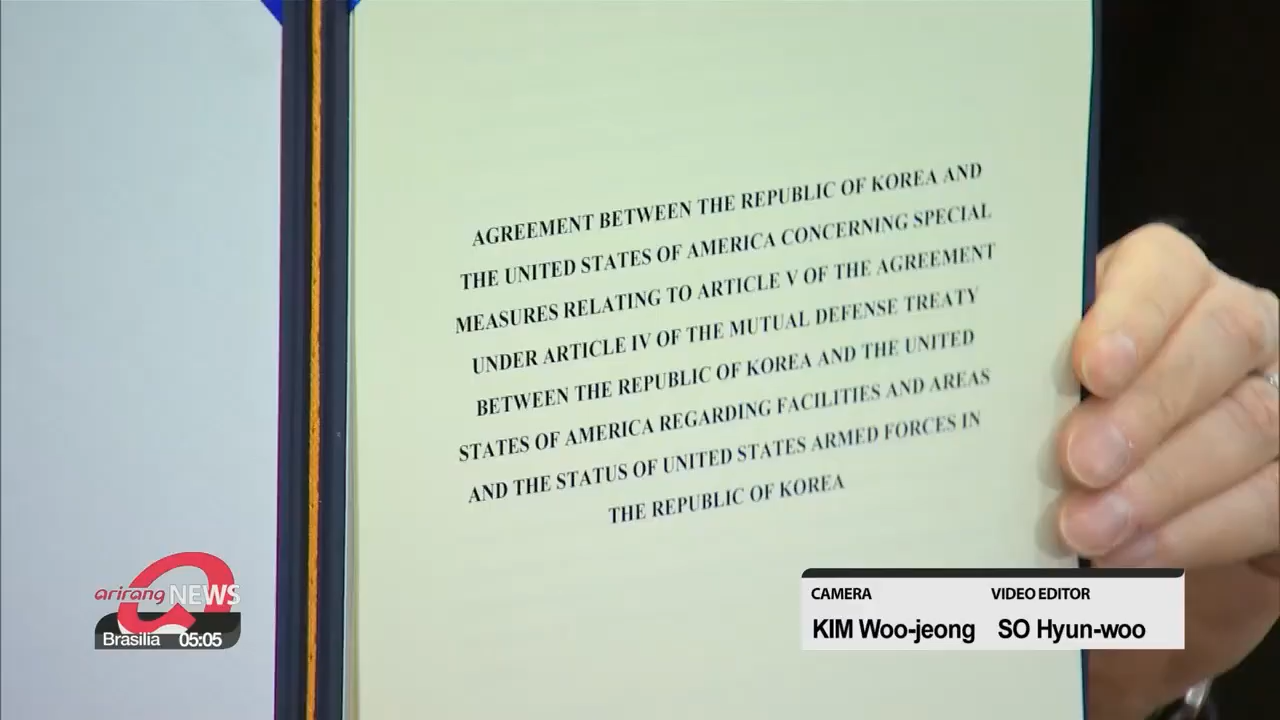 AGREEMENT BETWEEN THE REPUBLIC OF KOREA AND
THE UNITED STATES OF AMERICA CONCERNING SPECIAL
MEASURES RELATING TO ARTICLE V OF THE AGREEMENT
UNDER ARTICLE IV OF THE MUTUAL DEFENSE TREATY
BETWEEN THE REPUBLIC OF KOREA AND THE UNITED
STATES OF AMERICA REGARDING FACILITIES AND AREAS
AND THE STATUS OF UNITED STATES ARMED FORCES IN
THE REPUBLIC OF KOREA
arirang NEWS
Brasilia 05:05
CAMERA VIDEO EDITOR
KIM Woo-jeong SO Hyun-woo